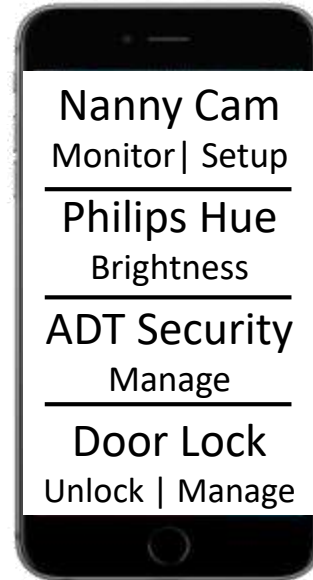 Nanny Cam
Monitor| Setup
Philips Hue
Brightness
ADT Security
Manage
Door Lock
Unlock | Manage